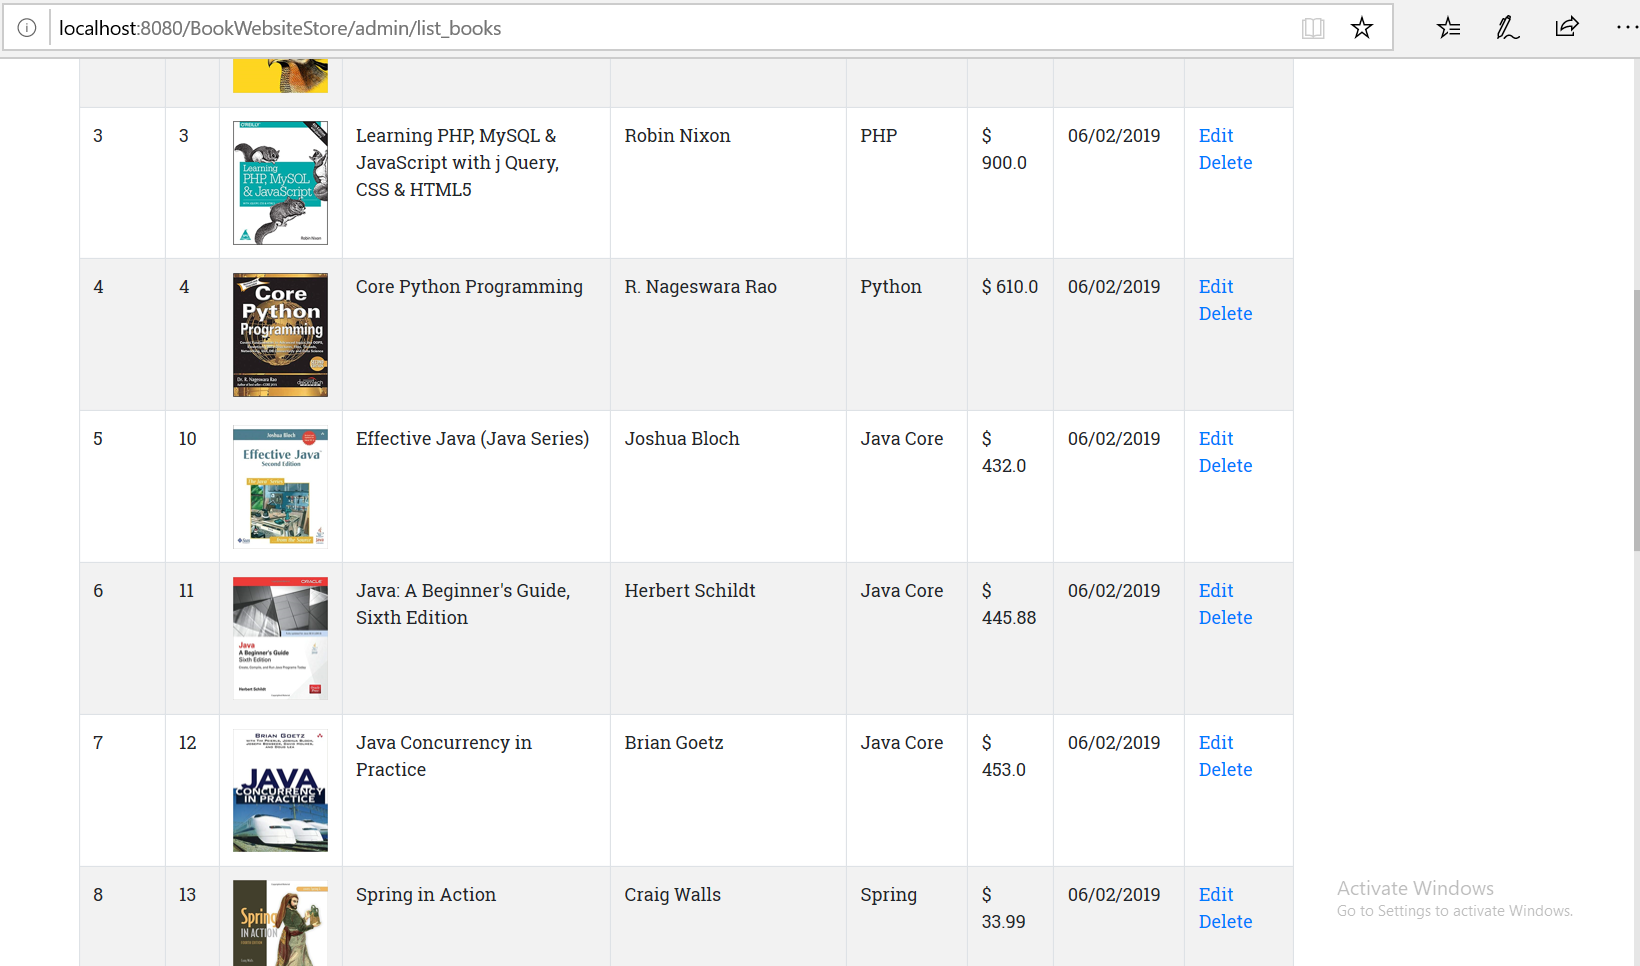 localhost:8080/BookWebsiteStore/admin/list_books
3 3 Learning PHP, MySQL & Robin Nixon PHP $ 06/02/2019 Edit
JavaScript with j Query, 900.0 Delete
CSS & HTML5
O'REILLY
Learning
PHP, MySQL
& JavaScript
Robin Nixon
4 4 Core Python Programming R. Nageswara Rao Python $ 610.0 06/02/2019 Edit
Delete
Core
Python
Programming
Dr. R. Nageswara Rao
5 10 Effective Java (Java Series) Joshua Bloch Java Core $ 06/02/2019 Edit
432.0 Delete
Joshua Bloch
Effective Java
Second Edition
The Java Series
6 11 Java: A Beginner's Guide, Herbert Schildt Java Core $ 06/02/2019 Edit
Sixth Edition 445.88 Delete
ORACLE
Java
A Beginner's Guide
Sixth Edition
Herbert Schildt
7 12 Java Concurrency in Brian Goetz Java Core $ 06/02/2019 Edit
Practice 453.0 Delete
BRIAN GOETZ
JAVA
CONCURRENCY
IN PRACTICE
8 13 Spring in Action Craig Walls Spring $ 06/02/2019 Edit
33.99 Delete
Spring
IN ACTION
Activate Windows
Go to Settings to activate Windows.